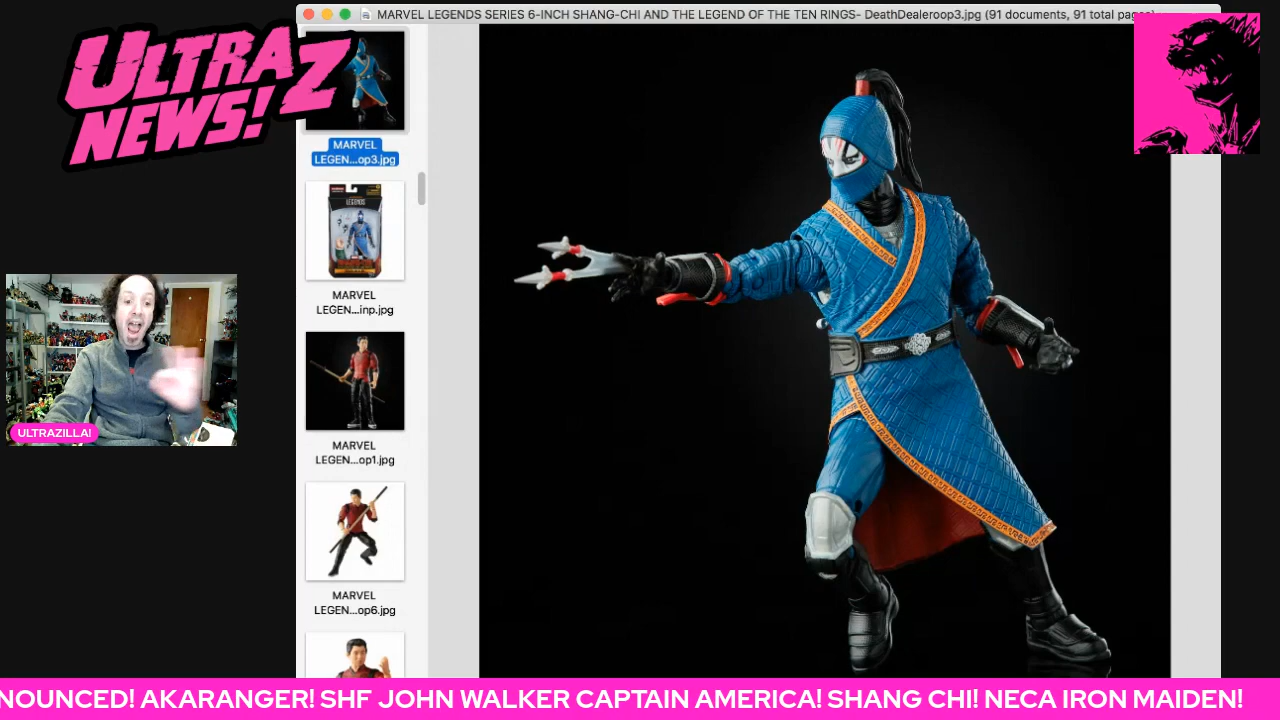 MARVEL LEGENDS SERIES 6-INCH SHANG-CHI AND THE LEGEND OF THE TEN RINGS- DeathDealeroop3.jpg (91 documents, 91 total pages)
ULTRAZ
NEWS!
MARVEL
LEGEN...op3.jpg
MARVEL
LEGEN...inp.jpg
MARVEL
LEGEN...op1.jpg
MARVEL
LEGEN...op6.jpg
ULTRAZILLA!
NOUNCED! AKARANGER! SHF JOHN WALKER CAPTAIN AMERICA! SHANG CHI! NECA IRON MAIDEN!